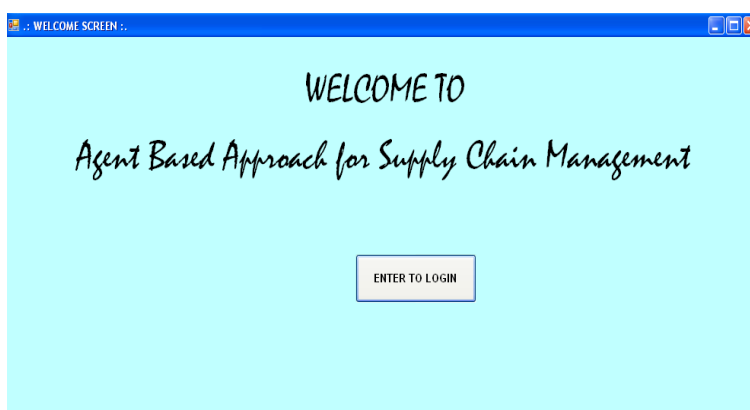 .: WELCOME SCREEN :.
WELCOME TO
Agent Based Approach for Supply Chain Management
ENTER TO LOGIN